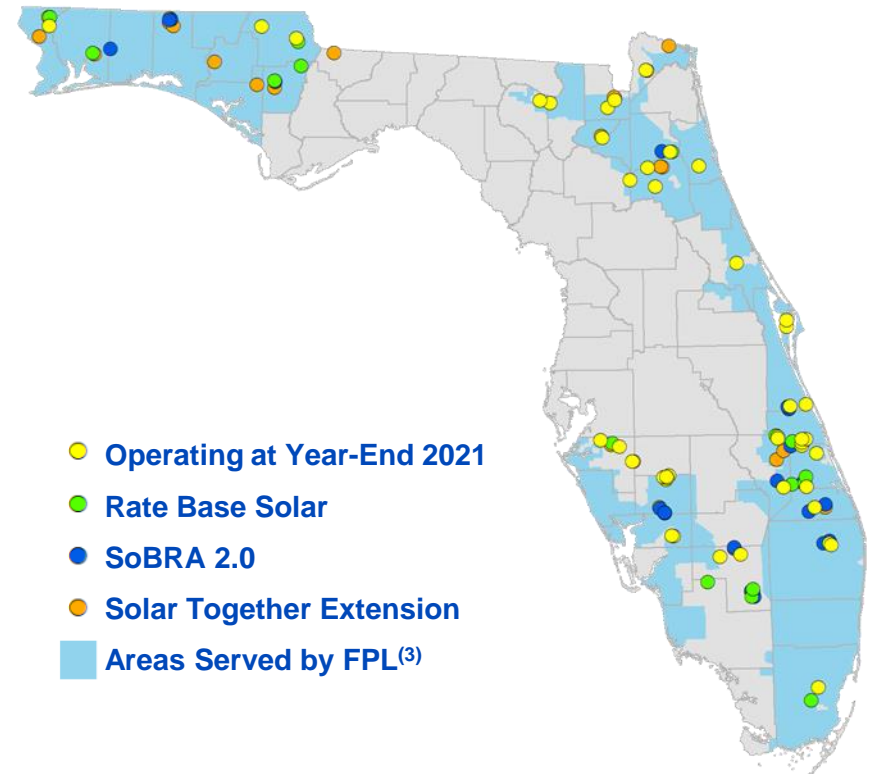 Operating at Year-End 2021
Rate Base Solar
SoBRA 2.0
Solar Together Extension
Areas Served by FPL(3)